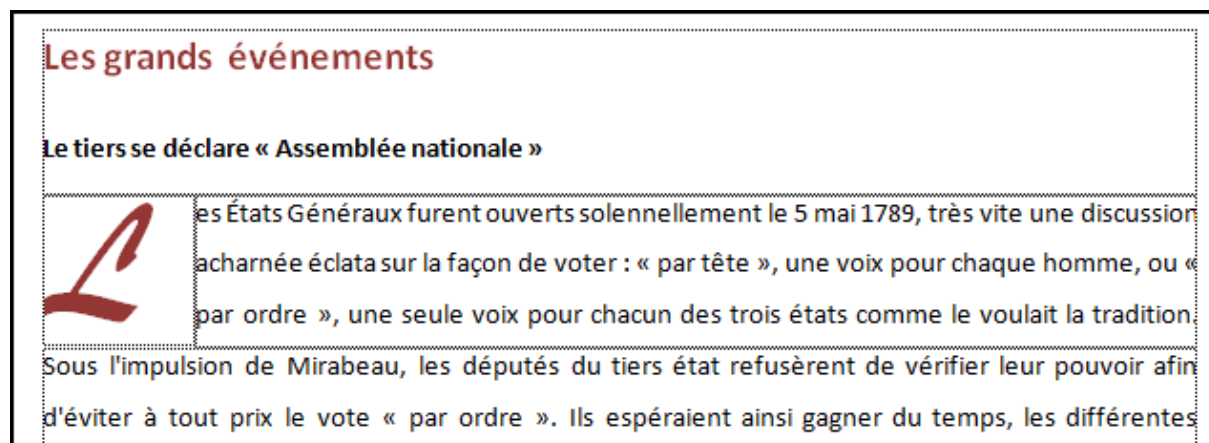 Les grands événements
Le tiers se déclare « Assemblée nationale »
Les États Généraux furent ouverts solennellement le 5 mai 1789, très vite une discussion
acharnée éclata sur la façon de voter : « par tête », une voix pour chaque homme, ou «
par ordre », une seule voix pour chacun des trois états comme le voulait la tradition.
Sous l'impulsion de Mirabeau, les députés du tiers état refusèrent de vérifier leur pouvoir afin
d'éviter à tout prix le vote « par ordre ». Ils espéraient ainsi gagner du temps, les différentes